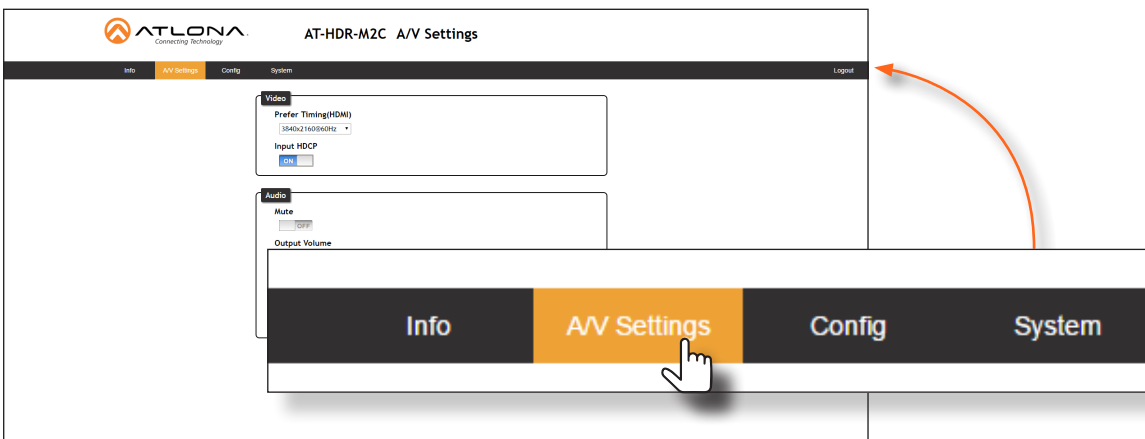 ATLONA
Connecting Technology
AT-HDR-M2C A/V Settings
Info A/V Settings Config System Logout
Video
Prefer Timing(HDMI)
3840x2160@60Hz
Input HDCP
ON
Audio
Mute
OFF
Output Volume
Info A/V Settings Config System